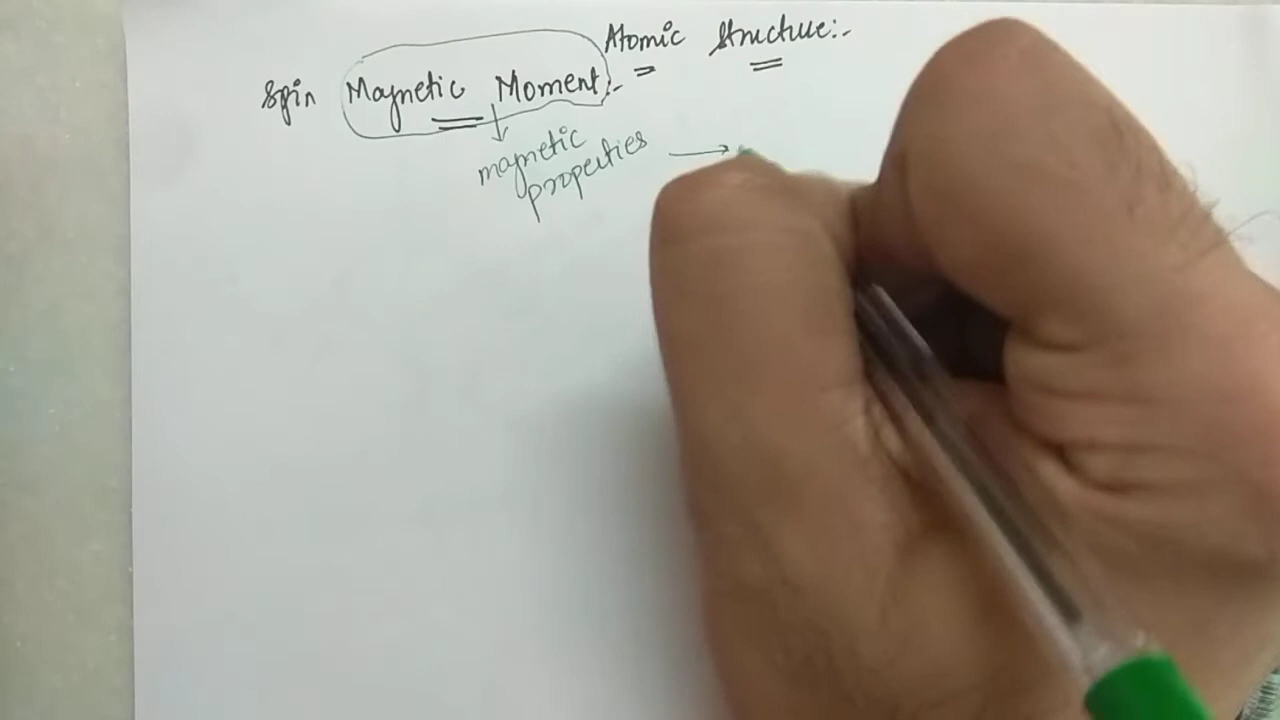 Atomic Structure:-
Spin Magnetic Moment:-
magnetic
properties →